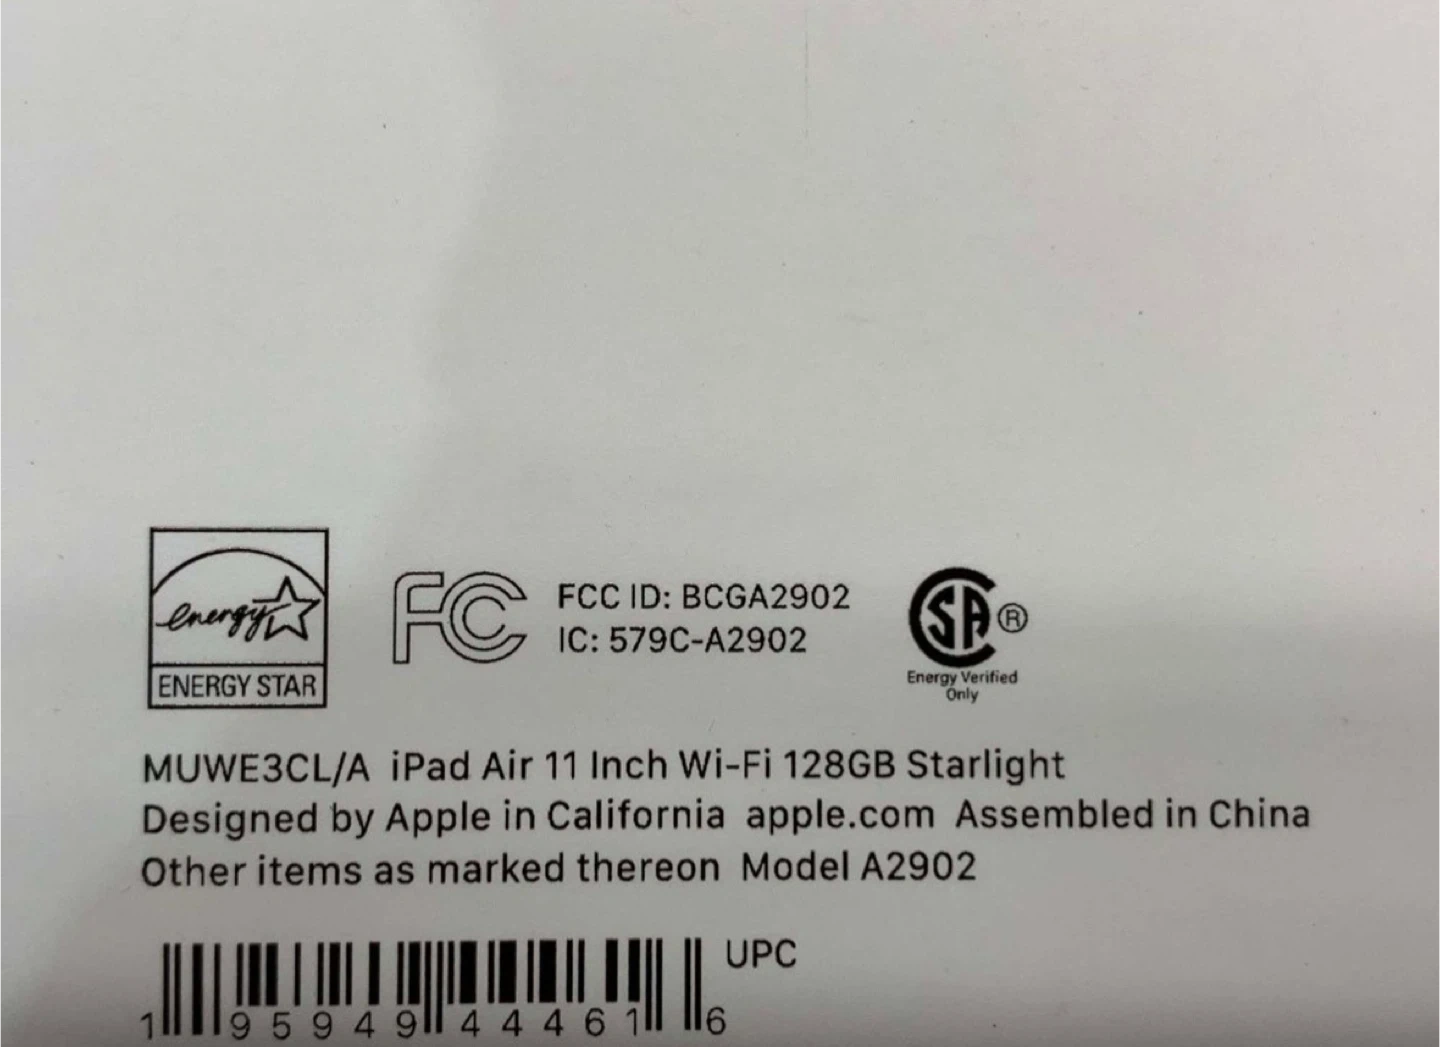 energy
ENERGY STAR
FC
FCC ID: BCGA2902
IC: 579C-A2902
SA ®
Energy Verified
Only
MUWE3CL/A iPad Air 11 Inch Wi-Fi 128GB Starlight
Designed by Apple in California apple.com Assembled in China
Other items as marked thereon Model A2902
UPC
1 95949 44461 6